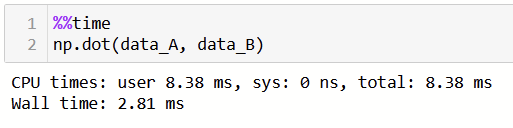 1 %%time
2 np.dot(data_A, data_B)
CPU times: user 8.38 ms, sys: 0 ns, total: 8.38 ms
Wall time: 2.81 ms